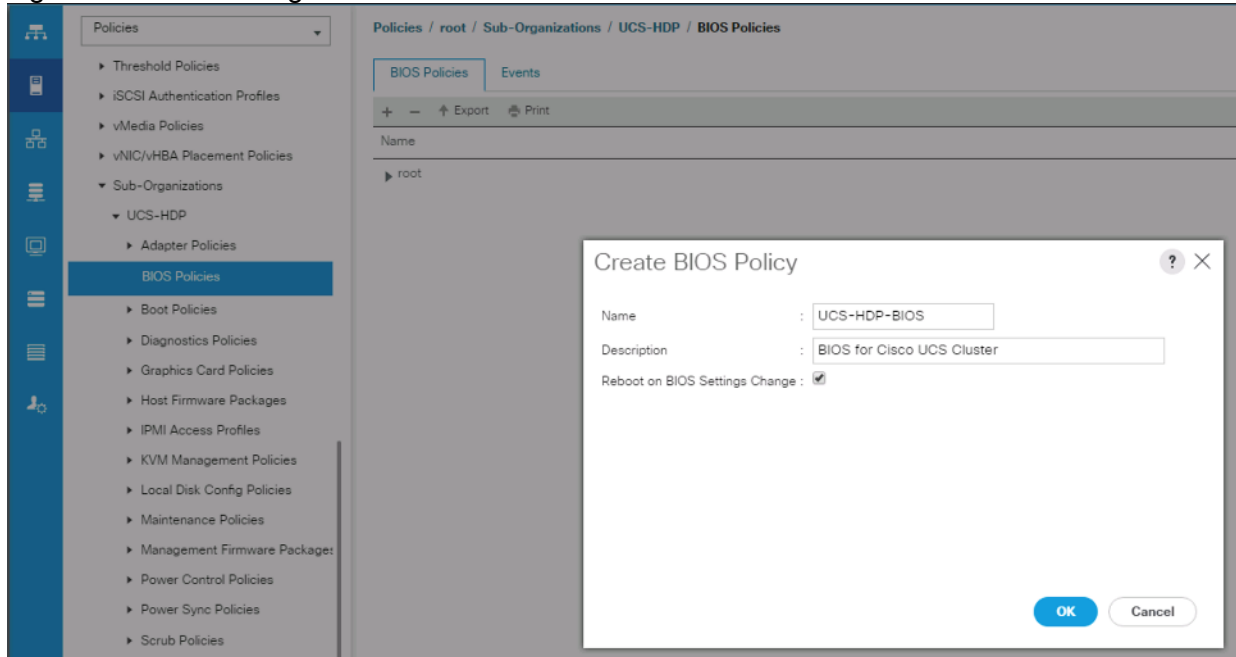 Policies
Threshold Policies
iSCSI Authentication Profiles
vMedia Policies
vNIC/vHBA Placement Policies
Sub-Organizations
UCS-HDP
Adapter Policies
BIOS Policies
Boot Policies
Diagnostics Policies
Graphics Card Policies
Host Firmware Packages
IPMI Access Profiles
KVM Management Policies
Local Disk Config Policies
Maintenance Policies
Management Firmware Packages
Power Control Policies
Power Sync Policies
Scrub Policies
Policies / root / Sub-Organizations / UCS-HDP / BIOS Policies
BIOS Policies Events
+ − Export Print
Name
root
Create BIOS Policy ?
Name : UCS-HDP-BIOS
Description : BIOS for Cisco UCS Cluster
Reboot on BIOS Settings Change :
OK Cancel